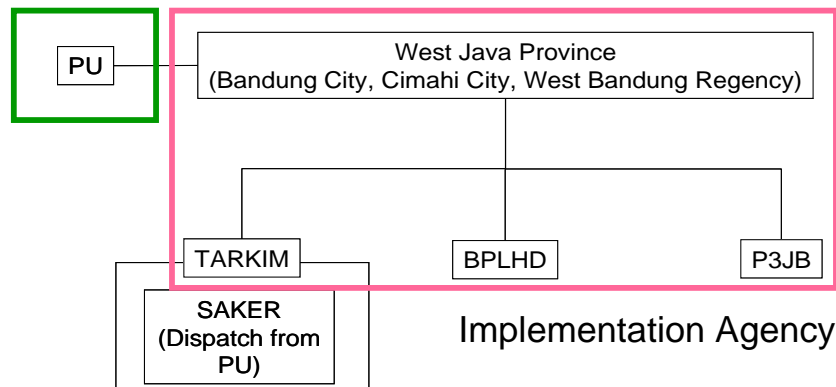 PU
West Java Province
(Bandung City, Cimahi City, West Bandung Regency)
TARKIM
BPLHD
P3JB
SAKER
(Dispatch from
PU)
Implementation Agency